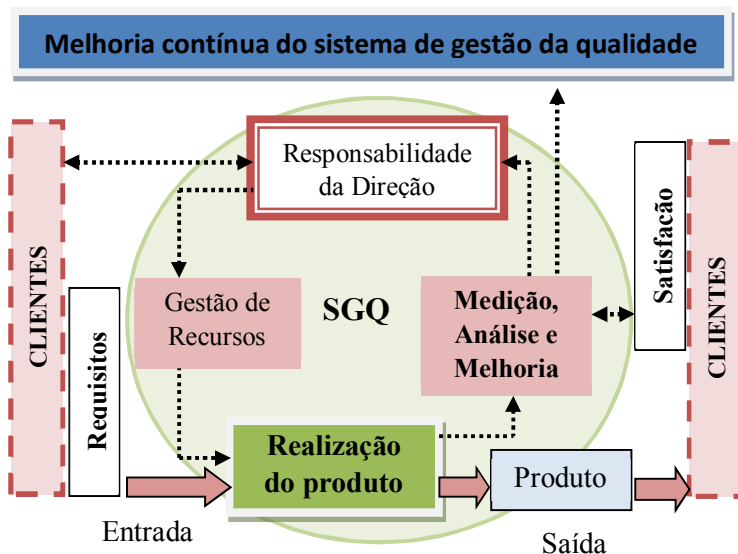 Melhoria contínua do sistema de gestão da qualidade
Responsabilidade
da Direção
CLIENTES
Requisitos
Gestão de
Recursos
SGQ
Medição,
Análise e
Melhoria
Satisfacão
CLIENTES
Realização
do produto
Produto
Entrada
Saída